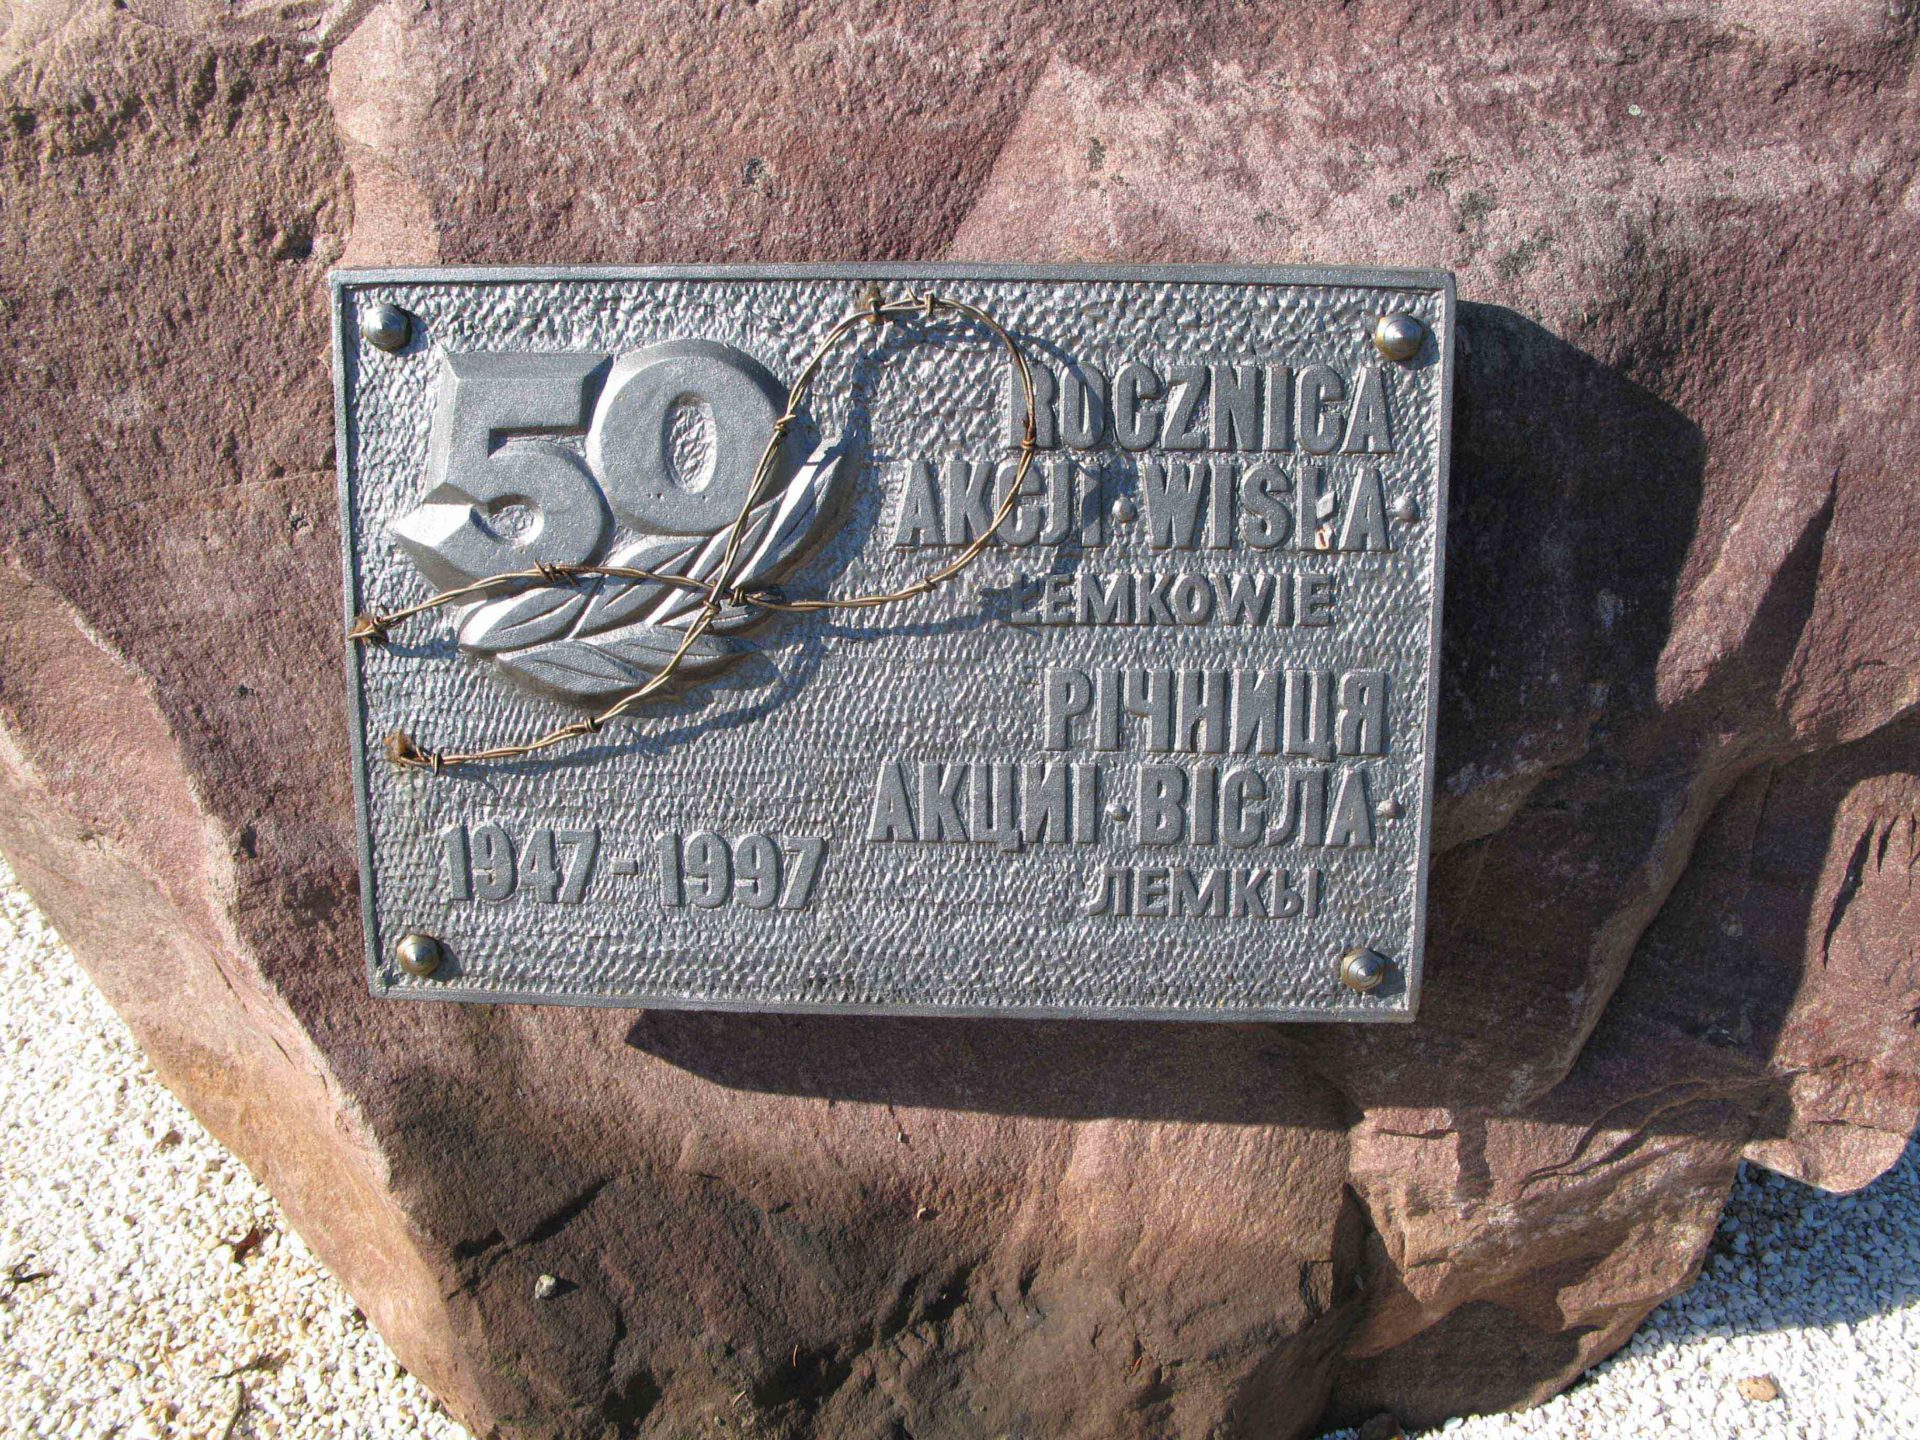 50
ROCZNICA
AKCJI·WISŁA·
ŁEMKOWIE
РІЧНИЦЯ
АКЦИІ·ВІСЛА·
ЛЕМКЫ
1947-1997